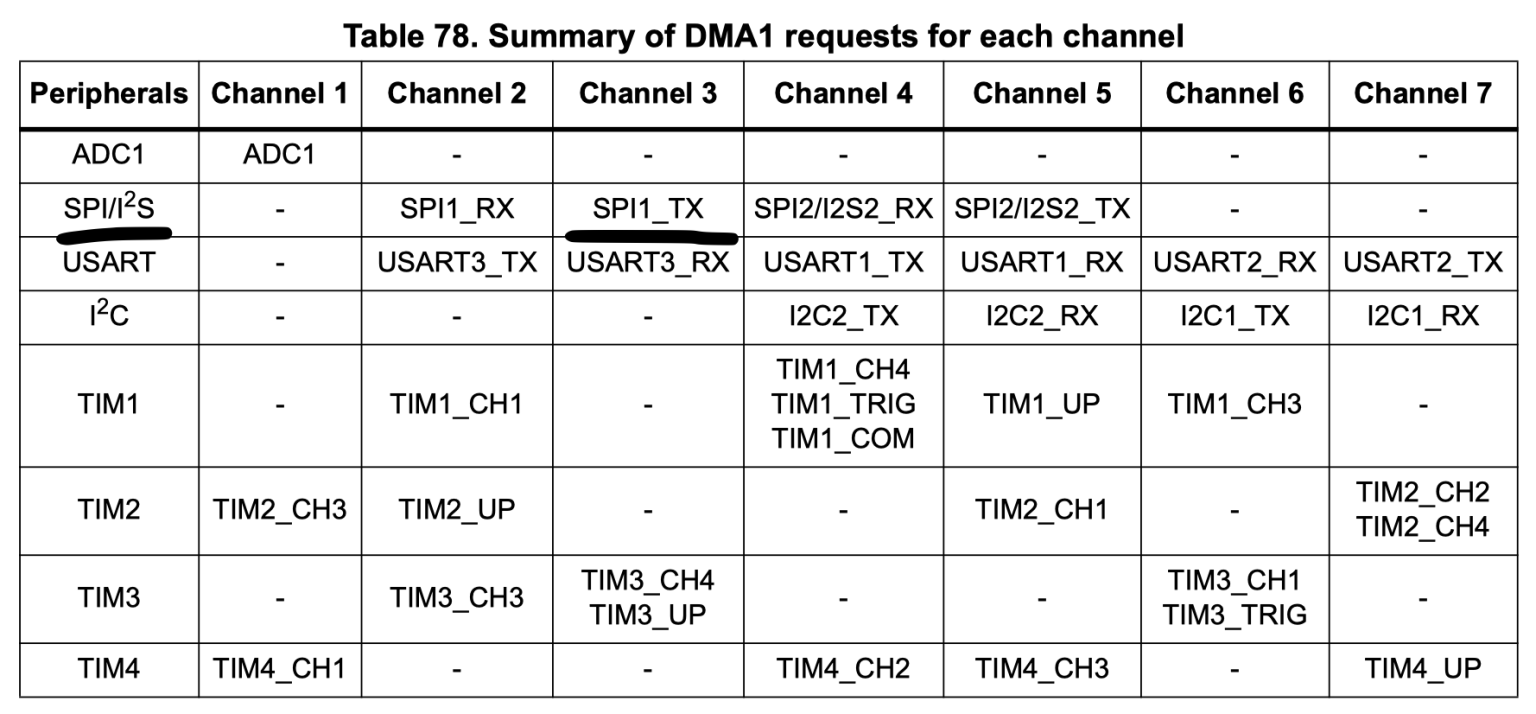 Table 78. Summary of DMA1 requests for each channel
Peripherals Channel 1 Channel 2 Channel 3 Channel 4 Channel 5 Channel 6 Channel 7
ADC1 ADC1 - - - - - -
SPI/I²S - SPI1_RX SPI1_TX SPI2/I2S2_RX SPI2/I2S2_TX - -
USART - USART3_TX USART3_RX USART1_TX USART1_RX USART2_RX USART2_TX
I²C - - - I2C2_TX I2C2_RX I2C1_TX I2C1_RX
TIM1 - TIM1_CH1 - TIM1_CH4
TIM1_TRIG
TIM1_COM TIM1_UP TIM1_CH3 -
TIM2 TIM2_CH3 TIM2_UP - - TIM2_CH1 - TIM2_CH2
TIM2_CH4
TIM3 - TIM3_CH3 TIM3_CH4
TIM3_UP - - TIM3_CH1
TIM3_TRIG -
TIM4 TIM4_CH1 - - TIM4_CH2 TIM4_CH3 - TIM4_UP